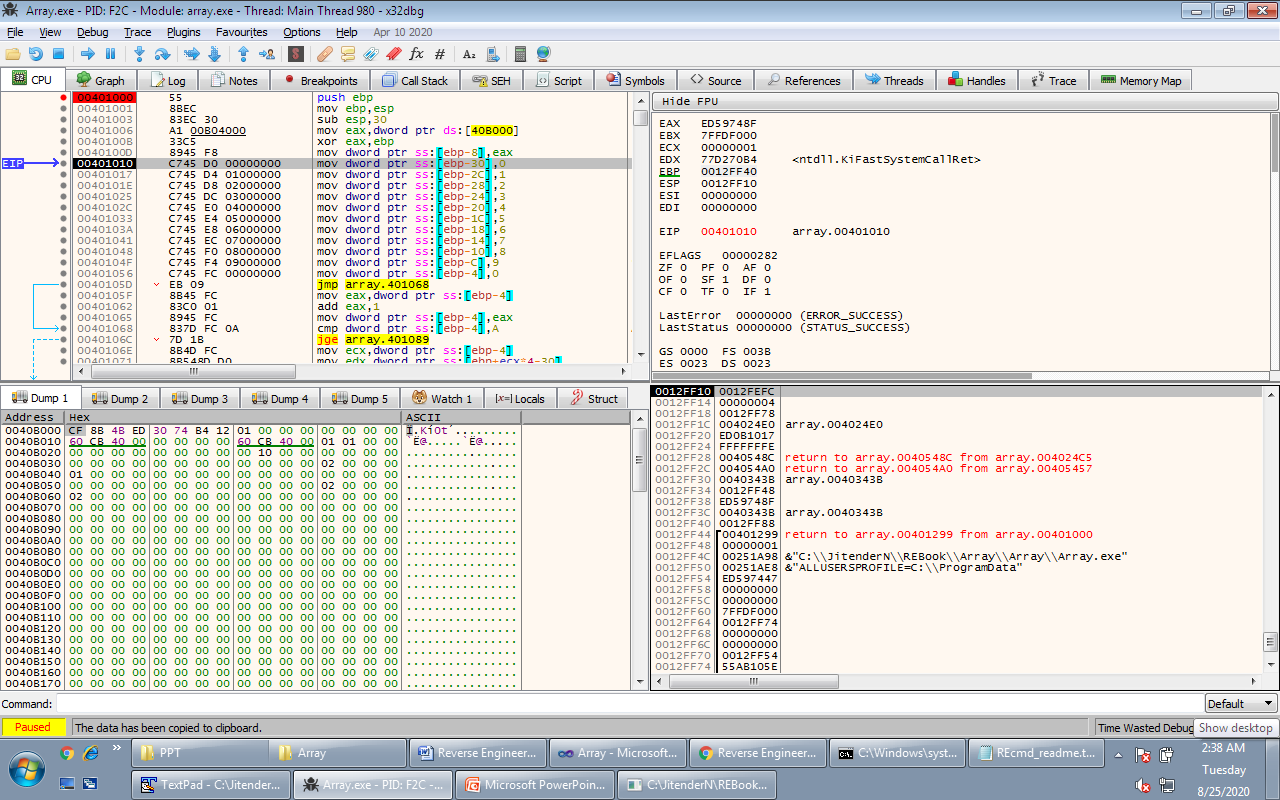 Array.exe - PID: F2C - Module: array.exe - Thread: Main Thread 980 - x32dbg
File View Debug Trace Plugins Favourites Options Help Apr 10 2020
CPU Graph Log Notes Breakpoints Call Stack SEH Script Symbols Source References Threads Handles Trace Memory Map
EIP
00401000 55 push ebp
00401001 8BEC mov ebp,esp
00401003 83EC 30 sub esp,30
00401006 A1 00B04000 mov eax,dword ptr ds:[40B000]
0040100B 33C5 xor eax,ebp
0040100D 8945 F8 mov dword ptr ss:[ebp-8],eax
00401010 C745 D0 00000000 mov dword ptr ss:[ebp-30],0
00401017 C745 D4 01000000 mov dword ptr ss:[ebp-2C],1
0040101E C745 D8 02000000 mov dword ptr ss:[ebp-28],2
00401025 C745 DC 03000000 mov dword ptr ss:[ebp-24],3
0040102C C745 E0 04000000 mov dword ptr ss:[ebp-20],4
00401033 C745 E4 05000000 mov dword ptr ss:[ebp-1C],5
0040103A C745 E8 06000000 mov dword ptr ss:[ebp-18],6
00401041 C745 EC 07000000 mov dword ptr ss:[ebp-14],7
00401048 C745 F0 08000000 mov dword ptr ss:[ebp-10],8
0040104F C745 F4 09000000 mov dword ptr ss:[ebp-C],9
00401056 C745 FC 00000000 mov dword ptr ss:[ebp-4],0
0040105D EB 09 jmp array.401068
0040105F 8B45 FC mov eax,dword ptr ss:[ebp-4]
00401062 83C0 01 add eax,1
00401065 8945 FC mov dword ptr ss:[ebp-4],eax
00401068 837D FC 0A cmp dword ptr ss:[ebp-4],A
0040106C 7D 1B jge array.401089
0040106E 8B4D FC mov ecx,dword ptr ss:[ebp-4]
00401071 8B548D D0 mov edx,dword ptr ss:[ebp+ecx*4-30]
Hide FPU
EAX ED59748F
EBX 7FFDF000
ECX 00000001
EDX 77D270B4 <ntdll.KiFastSystemCallRet>
EBP 0012FF40
ESP 0012FF10
ESI 00000000
EDI 00000000
EIP 00401010 array.00401010
EFLAGS 00000282
ZF 0 PF 0 AF 0
OF 0 SF 1 DF 0
CF 0 TF 0 IF 1
LastError 00000000 (ERROR_SUCCESS)
LastStatus 00000000 (STATUS_SUCCESS)
GS 0000 FS 003B
ES 0023 DS 0023
Dump 1 Dump 2 Dump 3 Dump 4 Dump 5 Watch 1 [x=] Locals Struct
Address Hex ASCII
0040B000 CF 8B 4B ED 30 74 B4 12 01 00 00 00 00 00 00 00 Ï.Kí0t´.........
0040B010 60 CB 40 00 00 00 00 00 60 CB 40 00 01 01 00 00 `Ë@.....`Ë@.....
0040B020 00 00 00 00 00 00 00 00 00 10 00 00 00 00 00 00 ................
0040B030 00 00 00 00 00 00 00 00 00 00 00 00 02 00 00 00 ................
0040B040 01 00 00 00 00 00 00 00 00 00 00 00 00 00 00 00 ................
0040B050 00 00 00 00 00 00 00 00 00 00 00 00 02 00 00 00 ................
0040B060 02 00 00 00 00 00 00 00 00 00 00 00 00 00 00 00 ................
0040B070 00 00 00 00 00 00 00 00 00 00 00 00 00 00 00 00 ................
0040B080 00 00 00 00 00 00 00 00 00 00 00 00 00 00 00 00 ................
0040B090 00 00 00 00 00 00 00 00 00 00 00 00 00 00 00 00 ................
0040B0A0 00 00 00 00 00 00 00 00 00 00 00 00 00 00 00 00 ................
0040B0B0 00 00 00 00 00 00 00 00 00 00 00 00 00 00 00 00 ................
0040B0C0 00 00 00 00 00 00 00 00 00 00 00 00 00 00 00 00 ................
0040B0D0 00 00 00 00 00 00 00 00 00 00 00 00 00 00 00 00 ................
0040B0E0 00 00 00 00 00 00 00 00 00 00 00 00 00 00 00 00 ................
0040B0F0 00 00 00 00 00 00 00 00 00 00 00 00 00 00 00 00 ................
0040B100 00 00 00 00 00 00 00 00 00 00 00 00 00 00 00 00 ................
0040B110 00 00 00 00 00 00 00 00 00 00 00 00 00 00 00 00 ................
0040B120 00 00 00 00 00 00 00 00 00 00 00 00 00 00 00 00 ................
0040B130 00 00 00 00 00 00 00 00 00 00 00 00 00 00 00 00 ................
0040B140 00 00 00 00 00 00 00 00 00 00 00 00 00 00 00 00 ................
0040B150 00 00 00 00 00 00 00 00 00 00 00 00 00 00 00 00 ................
0040B160 00 00 00 00 00 00 00 00 00 00 00 00 00 00 00 00 ................
0040B170 00 00 00 00 00 00 00 00 00 00 00 00 00 00 00 00 ................
0012FF10 0012FEFC
0012FF14 00000004
0012FF18 0012FF78
0012FF1C 004024E0 array.004024E0
0012FF20 ED0B1017
0012FF24 FFFFFFFE
0012FF28 0040548C return to array.0040548C from array.004024C5
0012FF2C 004054A0 return to array.004054A0 from array.00405457
0012FF30 0040343B array.0040343B
0012FF34 0012FF48
0012FF38 ED59748F
0012FF3C 0040343B array.0040343B
0012FF40 0012FF88
0012FF44 00401299 return to array.00401299 from array.00401000
0012FF48 00000001
0012FF4C 00251A98 &"C:\\JitenderN\\REBook\\Array\\Array\\Array.exe"
0012FF50 00251AE8 &"ALLUSERSPROFILE=C:\\ProgramData"
0012FF54 ED597447
0012FF58 00000000
0012FF5C 00000000
0012FF60 7FFDF000
0012FF64 0012FF74
0012FF68 00000000
0012FF6C 00000000
0012FF70 0012FF54
0012FF74 55AB105E
Command: Default
Paused The data has been copied to clipboard. Time Wasted Debug Show desktop
PPT Array Reverse Engineer... Array - Microsoft... Reverse Engineer... C:\Windows\syst... REcmd_readme.t... 2:38 AM
Tuesday
TextPad - C:\Jitender... Array.exe - PID: F2C -... Microsoft PowerPoin... C:\JitenderN\REBook... 8/25/2020